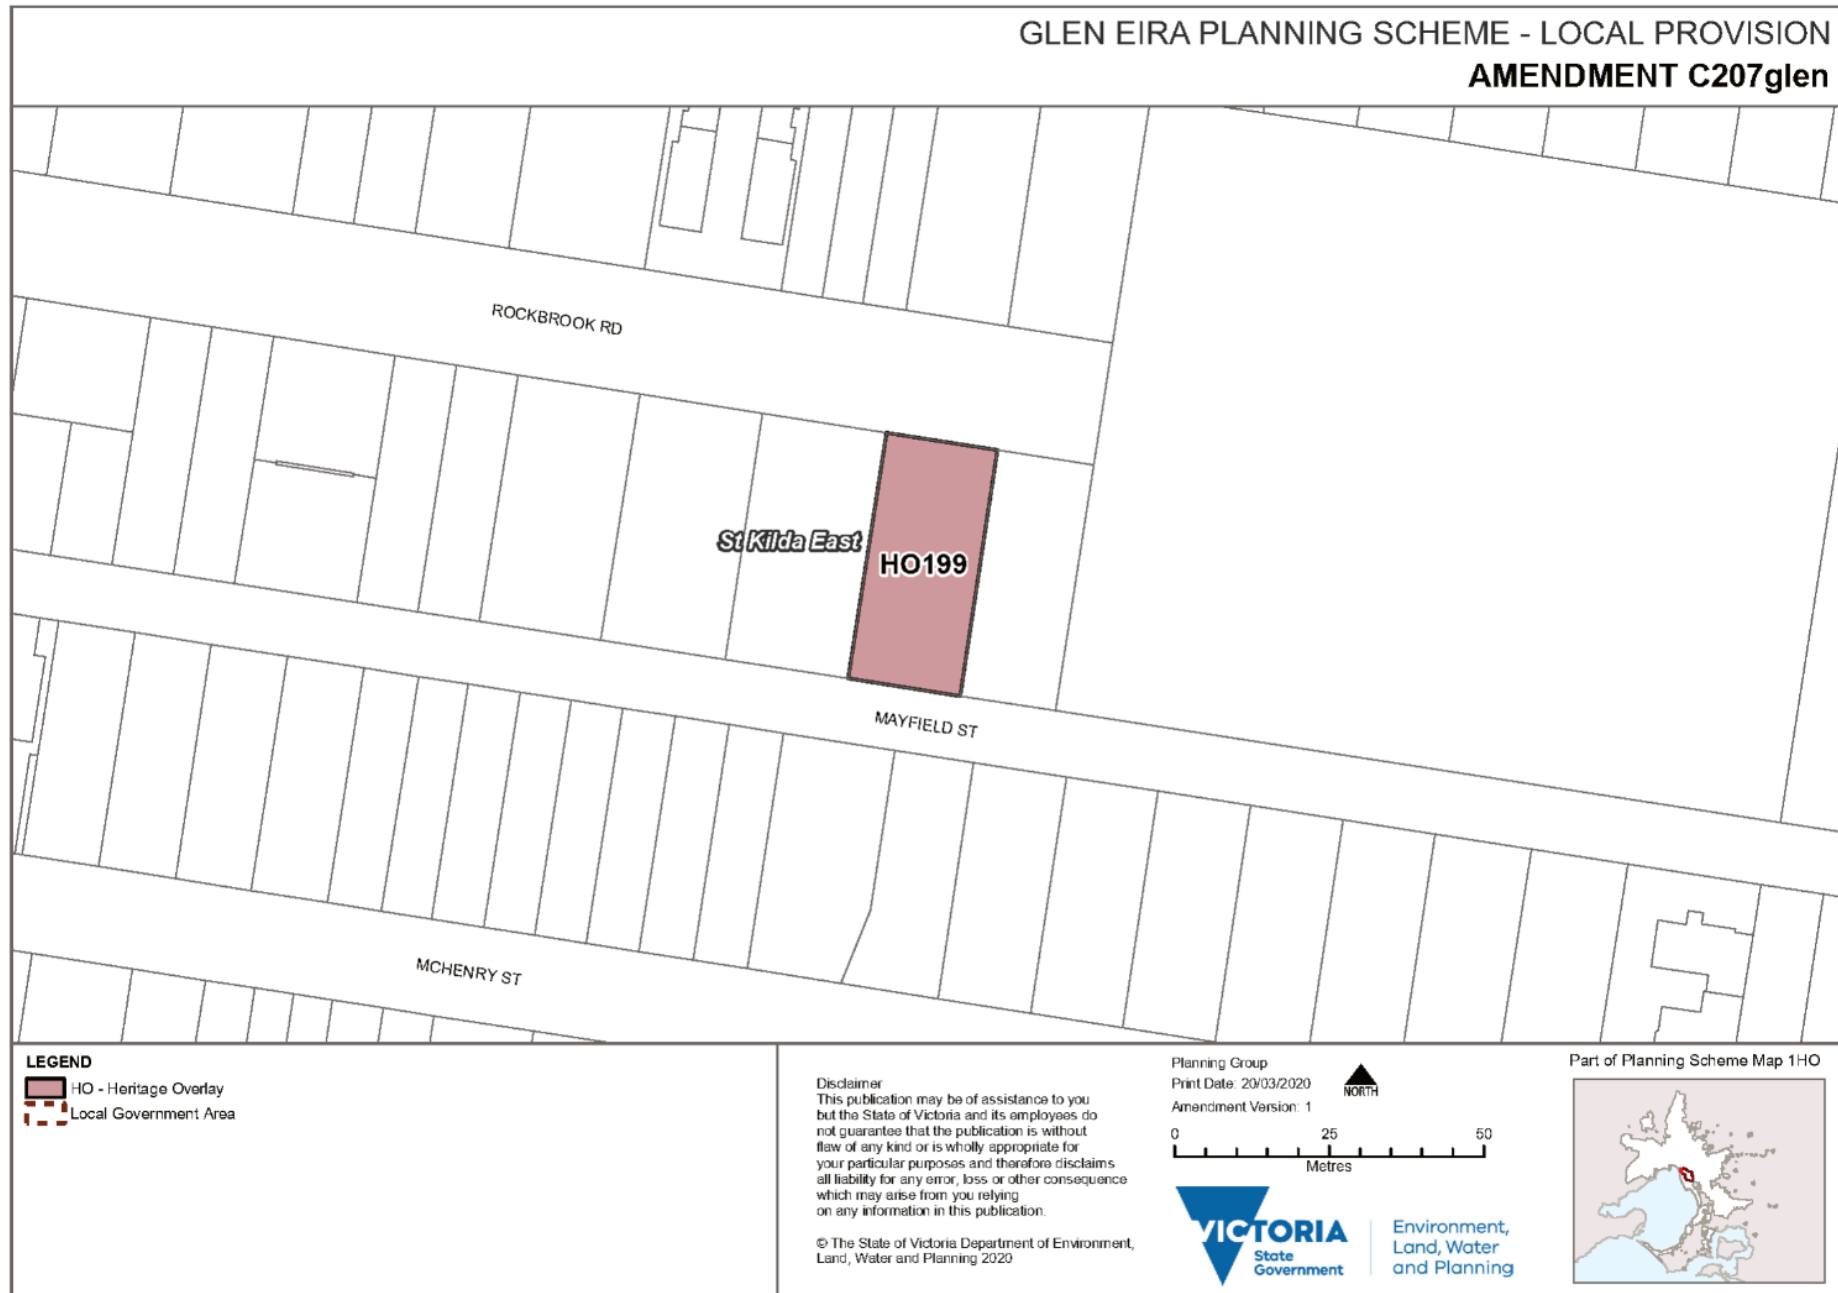 GLEN EIRA PLANNING SCHEME - LOCAL PROVISION
AMENDMENT C207glen
ROCKBROOK RD
St Kilda East
HO199
MAYFIELD ST
MCHENRY ST
LEGEND
HO - Heritage Overlay
Local Government Area
Disclaimer
This publication may be of assistance to you
but the State of Victoria and its employees do
not guarantee that the publication is without
flaw of any kind or is wholly appropriate for
your particular purposes and therefore disclaims
all liability for any error, loss or other consequence
which may arise from you relying
on any information in this publication.
© The State of Victoria Department of Environment,
Land, Water and Planning 2020
Planning Group
Print Date: 20/03/2020
Amendment Version: 1
NORTH
0 25 50
Metres
VICTORIA
State
Government
Environment,
Land, Water
and Planning
Part of Planning Scheme Map 1HO